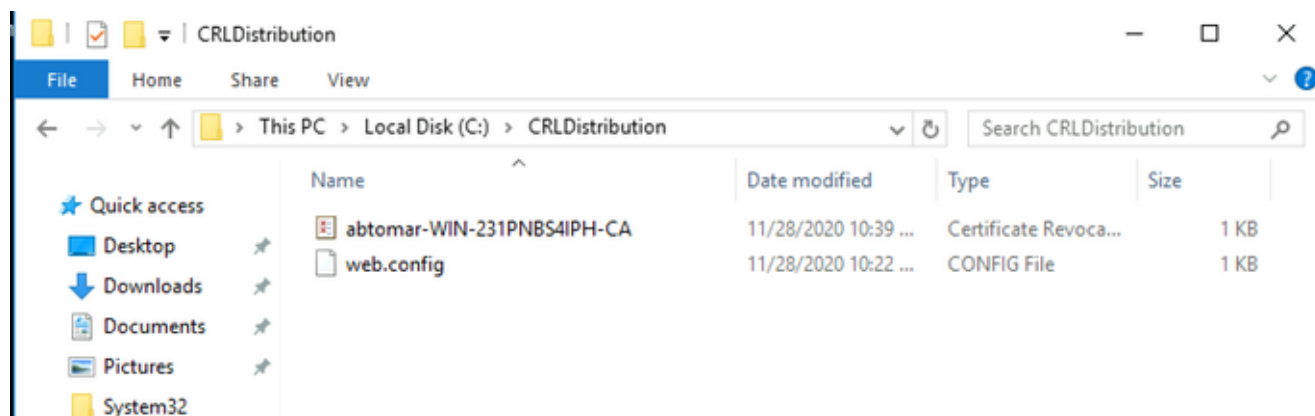 CRLDistribution
File Home Share View
This PC > Local Disk (C:) > CRLDistribution Search CRLDistribution
Name Date modified Type Size
Quick access
abtomar-WIN-231PNBS4IPH-CA 11/28/2020 10:39 ... Certificate Revoca... 1 KB
Desktop
web.config 11/28/2020 10:22 ... CONFIG File 1 KB
Downloads
Documents
Pictures
System32